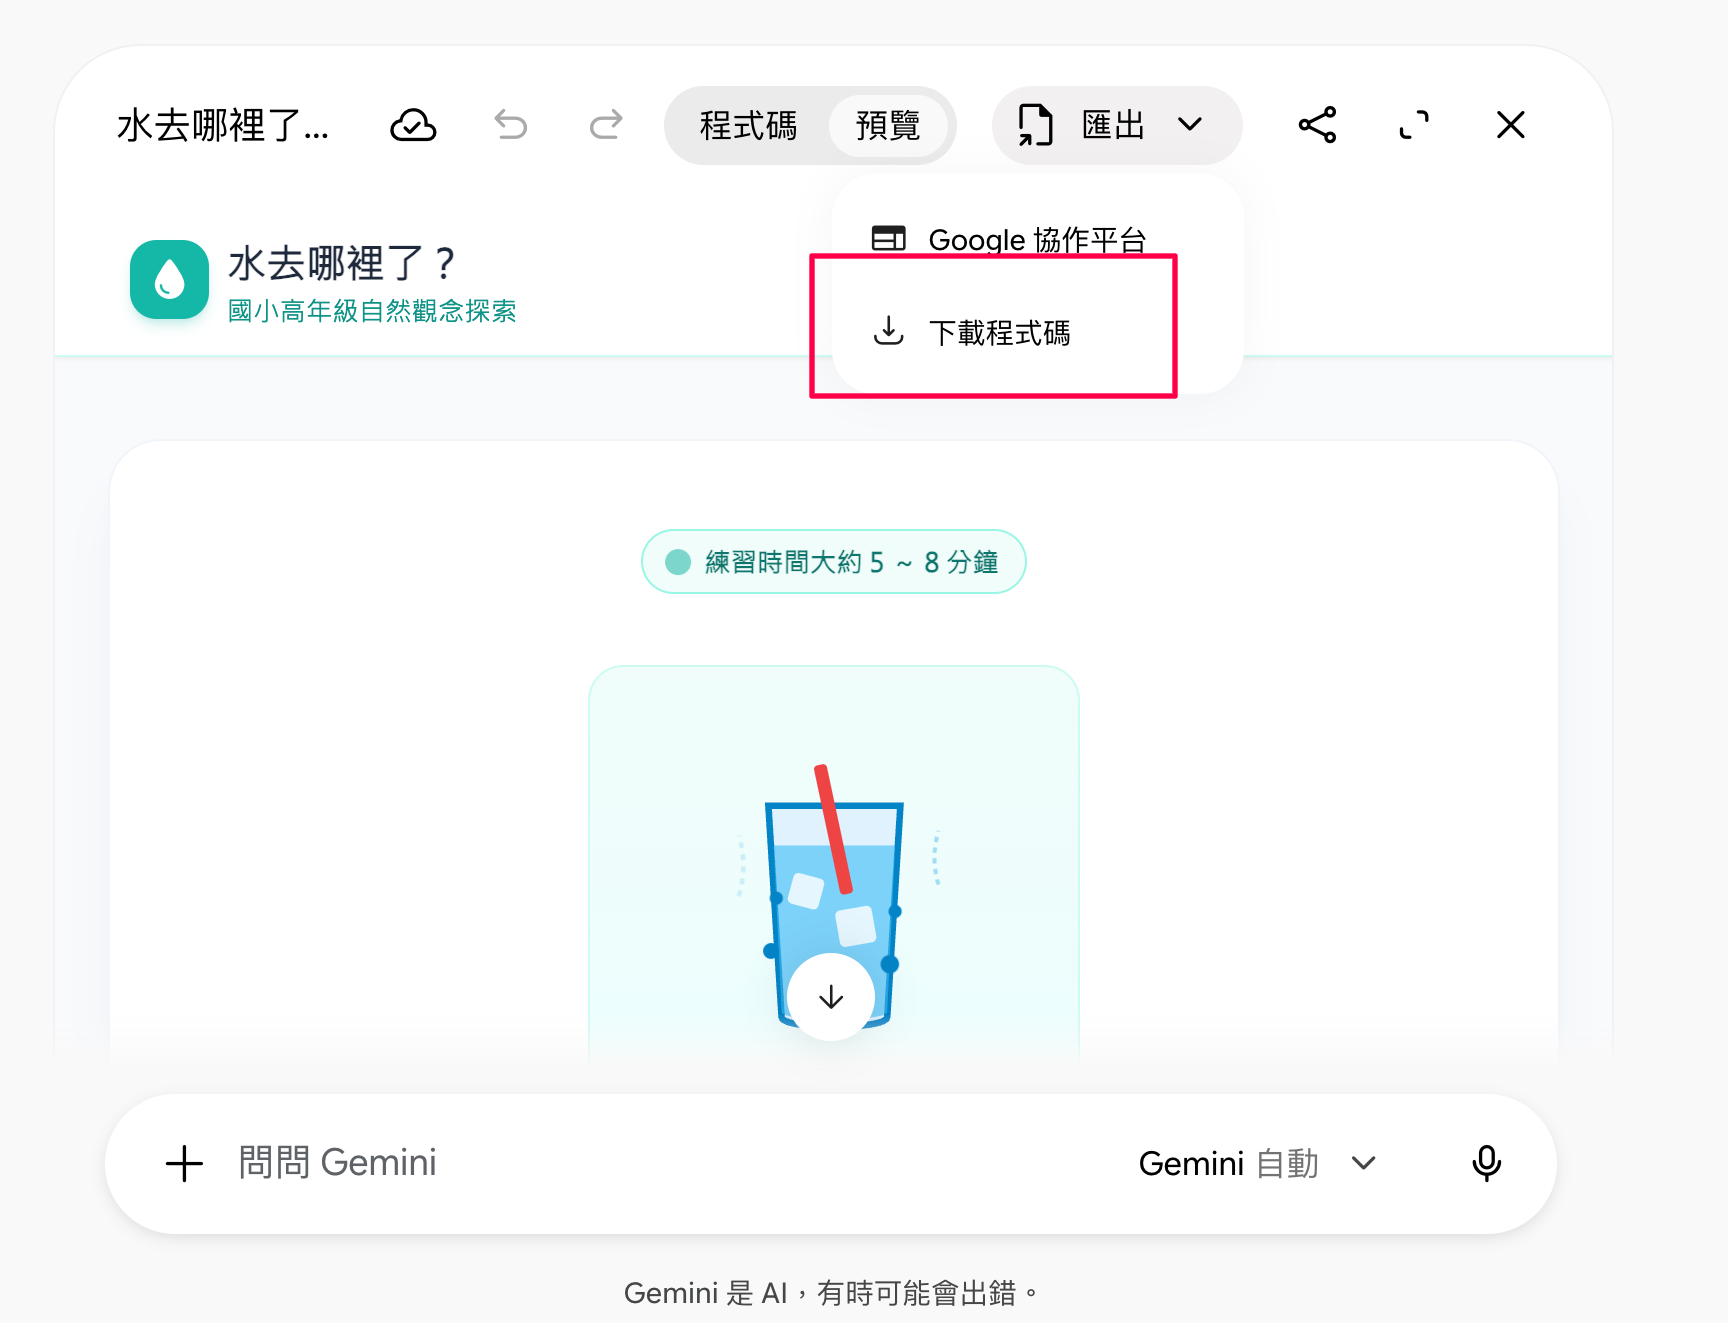 水去哪裡了...
程式碼
預覽
匯出
Google 協作平台
下載程式碼
水去哪裡了？
國小高年級自然觀念探索
練習時間大約 5 ~ 8 分鐘
問問 Gemini
Gemini 自動
Gemini 是 AI，有時可能會出錯。